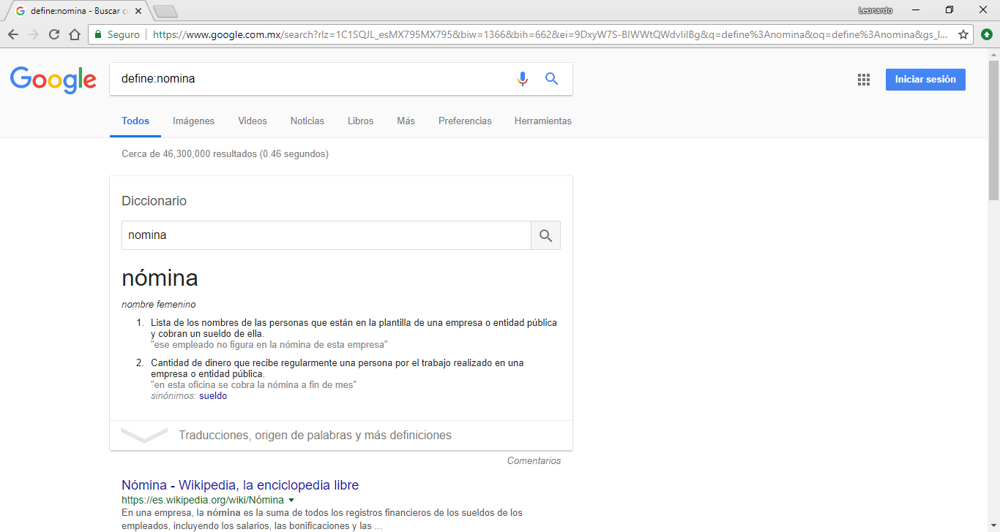 define:nomina - Buscar c
Leonardo
Seguro
https://www.google.com.mx/search?rlz=1C1SQJL_esMX795MX795&biw=1366&bih=662&ei=9DxyW7S-BIWWtQWdvIilBg&q=define%3Anomina&oq=define%3Anomina&gs_l...
Google
define:nomina
Iniciar sesión
Todos Imágenes Videos Noticias Libros Más Preferencias Herramientas
Cerca de 46,300,000 resultados (0.46 segundos)
Diccionario
nomina
nómina
nombre femenino
1. Lista de los nombres de las personas que están en la plantilla de una empresa o entidad pública
y cobran un sueldo de ella.
"ese empleado no figura en la nómina de esta empresa"
2. Cantidad de dinero que recibe regularmente una persona por el trabajo realizado en una
empresa o entidad pública.
"en esta oficina se cobra la nómina a fin de mes"
sinónimos: sueldo
Traducciones, origen de palabras y más definiciones
Comentarios
Nómina - Wikipedia, la enciclopedia libre
https://es.wikipedia.org/wiki/Nómina
En una empresa, la nómina es la suma de todos los registros financieros de los sueldos de los
empleados, incluyendo los salarios, las bonificaciones y las ...